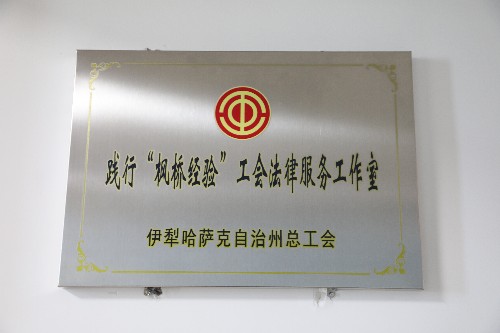 践行“枫桥经验”工会法律服务工作室
伊犁哈萨克自治州总工会